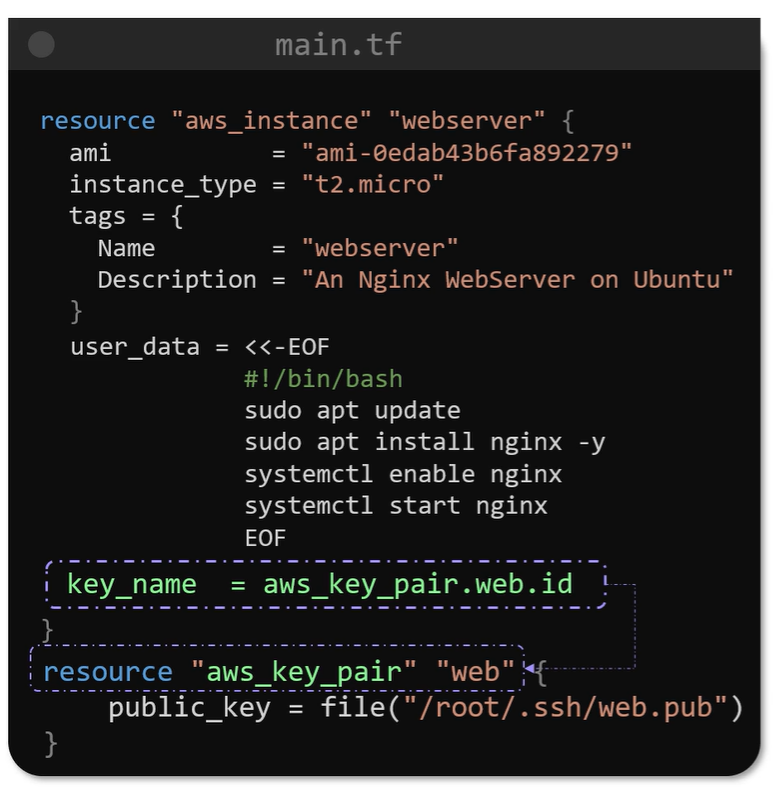 main.tf
resource "aws_instance" "webserver" {
  ami           = "ami-0edab43b6fa892279"
  instance_type = "t2.micro"
  tags = {
    Name        = "webserver"
    Description = "An Nginx WebServer on Ubuntu"
  }
  user_data = <<-EOF
              #!/bin/bash
              sudo apt update
              sudo apt install nginx -y
              systemctl enable nginx
              systemctl start nginx
              EOF
  key_name  = aws_key_pair.web.id
}
resource "aws_key_pair" "web" {
    public_key = file("/root/.ssh/web.pub")
}